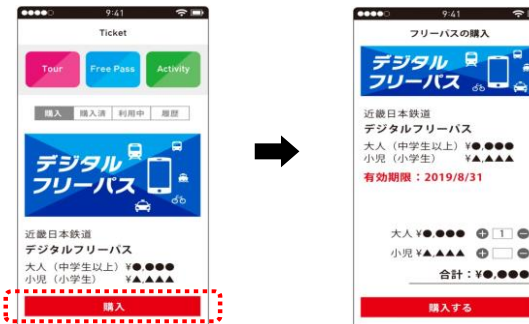 9:41
Ticket
Tour Free Pass Activity
購入 購入済 利用中 履歴
デジタル
フリーパス
近畿日本鉄道
デジタルフリーパス
大人（中学生以上） ¥●,●●●
小児（小学生） ¥▲,▲▲▲
購入
9:41
フリーパスの購入
デジタル
フリーパス
近畿日本鉄道
デジタルフリーパス
大人（中学生以上） ¥●,●●●
小児（小学生） ¥▲,▲▲▲
有効期限：2019/8/31
大人 ¥●,●●● 1
小児 ¥▲,▲▲▲
合計：¥●,●●●
購入する